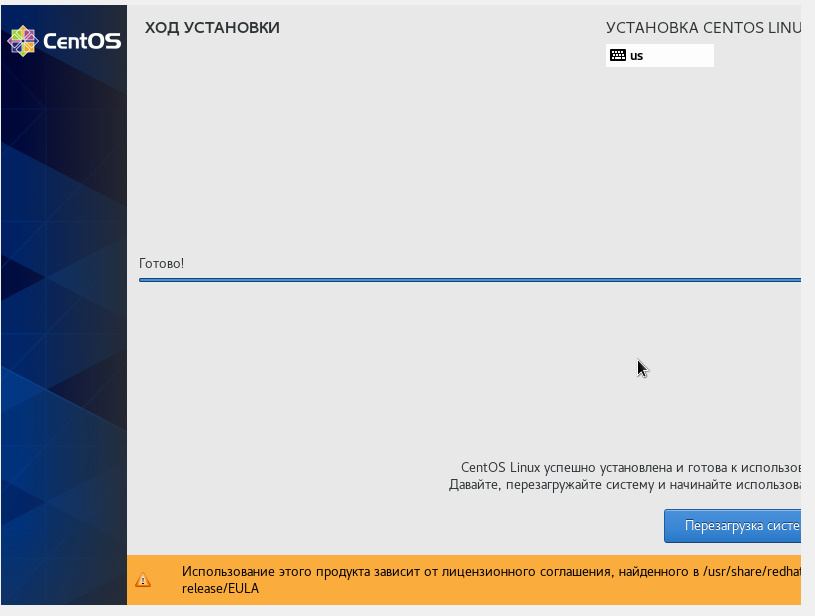 CentOS
ХОД УСТАНОВКИ
УСТАНОВКА CENTOS LINU
us
Готово!
CentOS Linux успешно установлена и готова к использов
Давайте, перезагружайте систему и начинайте использова
Перезагрузка систе
Использование этого продукта зависит от лицензионного соглашения, найденного в /usr/share/redhat
release/EULA